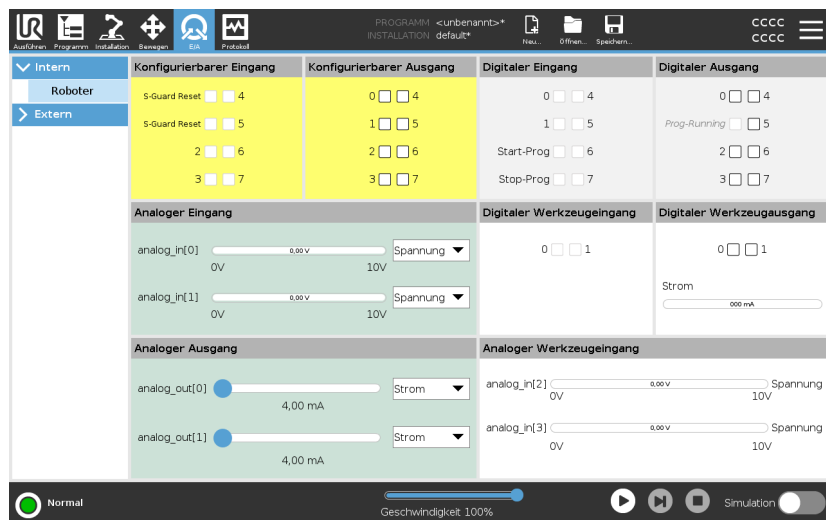 UR
PROGRAMM <unbenannt>*
INSTALLATION default*
CCCC
CCCC
Ausführen Programm Installation Bewegen E/A Protokoll Neu... Öffnen... Speichern...
Intern
Roboter
Extern
Konfigurierbarer Eingang
S-Guard Reset 4
S-Guard Reset 5
2 6
3 7
Konfigurierbarer Ausgang
0 4
1 5
2 6
3 7
Digitaler Eingang
0 4
1 5
Start-Prog 6
Stop-Prog 7
Digitaler Ausgang
0 4
Prog-Running 5
2 6
3 7
Analoger Eingang
analog_in[0] 0,00 V Spannung
0V 10V
analog_in[1] 0,00 V Spannung
0V 10V
Digitaler Werkzeugeingang
0 1
Digitaler Werkzeugausgang
0 1
Strom
000 mA
Analoger Ausgang
analog_out[0] Strom
4,00 mA
analog_out[1] Strom
4,00 mA
Analoger Werkzeugeingang
analog_in[2] 0,00 V Spannung
0V 10V
analog_in[3] 0,00 V Spannung
0V 10V
Normal
Geschwindigkeit 100%
Simulation